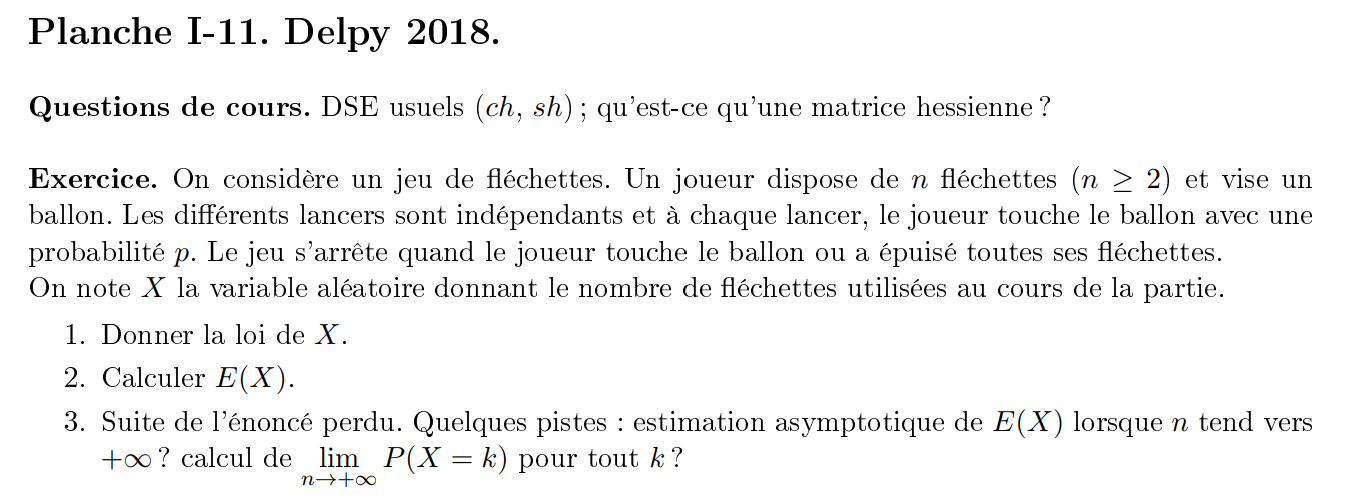 Planche I-11. Delpy 2018.
Questions de cours. DSE usuels (ch, sh) ; qu'est-ce qu'une matrice hessienne ?
Exercice. On considère un jeu de fléchettes. Un joueur dispose de n fléchettes (n ≥ 2) et vise un
ballon. Les différents lancers sont indépendants et à chaque lancer, le joueur touche le ballon avec une
probabilité p. Le jeu s'arrête quand le joueur touche le ballon ou a épuisé toutes ses fléchettes.
On note X la variable aléatoire donnant le nombre de fléchettes utilisées au cours de la partie.
1. Donner la loi de X.
2. Calculer E(X).
3. Suite de l'énoncé perdu. Quelques pistes : estimation asymptotique de E(X) lorsque n tend vers
+∞ ? calcul de lim P(X = k) pour tout k ?
n→+∞